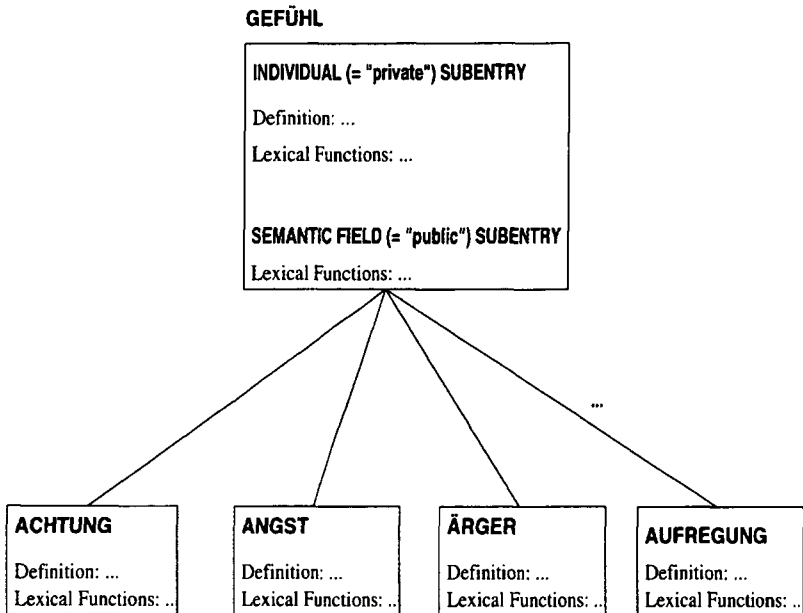 GEFÜHL
INDIVIDUAL (= "private") SUBENTRY
Definition: ...
Lexical Functions: ...
SEMANTIC FIELD (= "public") SUBENTRY
Lexical Functions: ...
...
ACHTUNG
Definition: ...
Lexical Functions: ..
ANGST
Definition: ...
Lexical Functions: ..
ÄRGER
Definition: ...
Lexical Functions: ..
AUFREGUNG
Definition: ...
Lexical Functions: ..